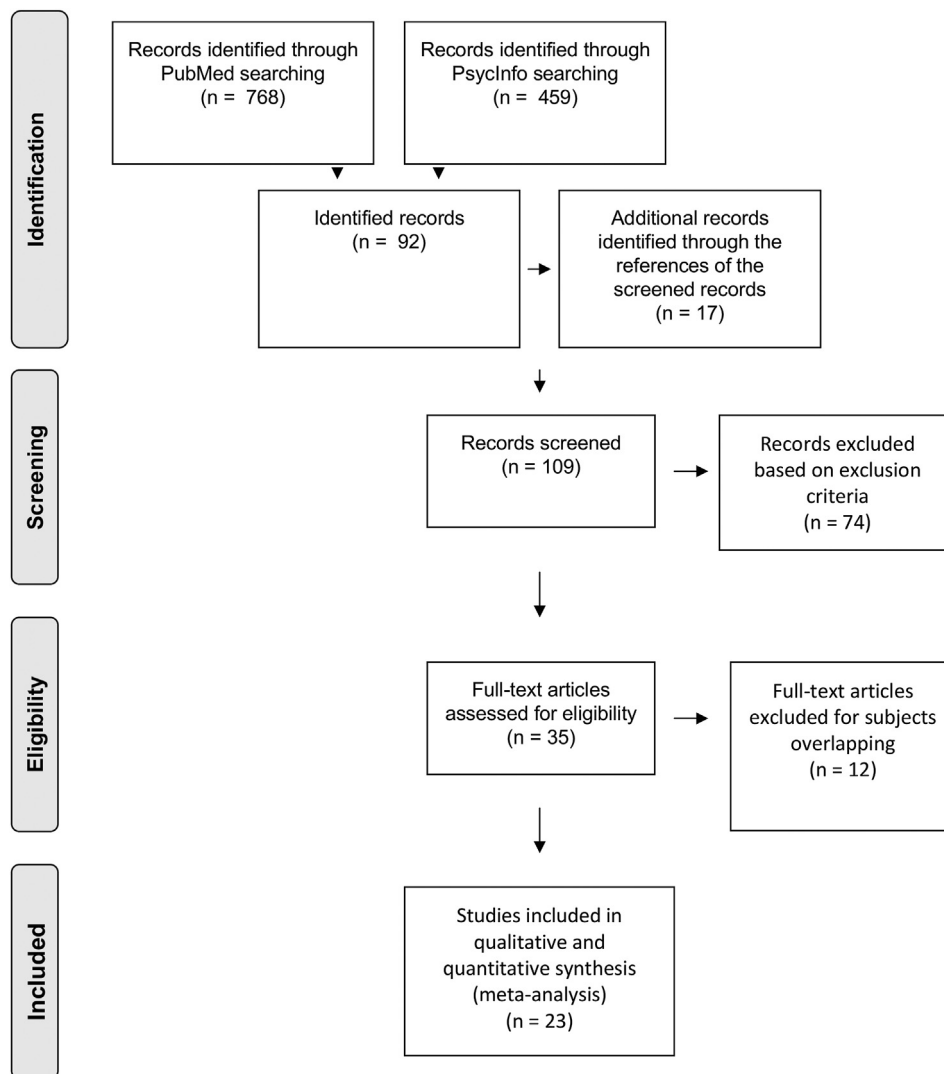 Identification
Records identified through
PubMed searching
(n = 768)
Records identified through
PsycInfo searching
(n = 459)
Identified records
(n = 92)
Additional records
identified through the
references of the
screened records
(n = 17)
Screening
Records screened
(n = 109)
Records excluded
based on exclusion
criteria
(n = 74)
Eligibility
Full-text articles
assessed for eligibility
(n = 35)
Full-text articles
excluded for subjects
overlapping
(n = 12)
Included
Studies included in
qualitative and
quantitative synthesis
(meta-analysis)
(n = 23)